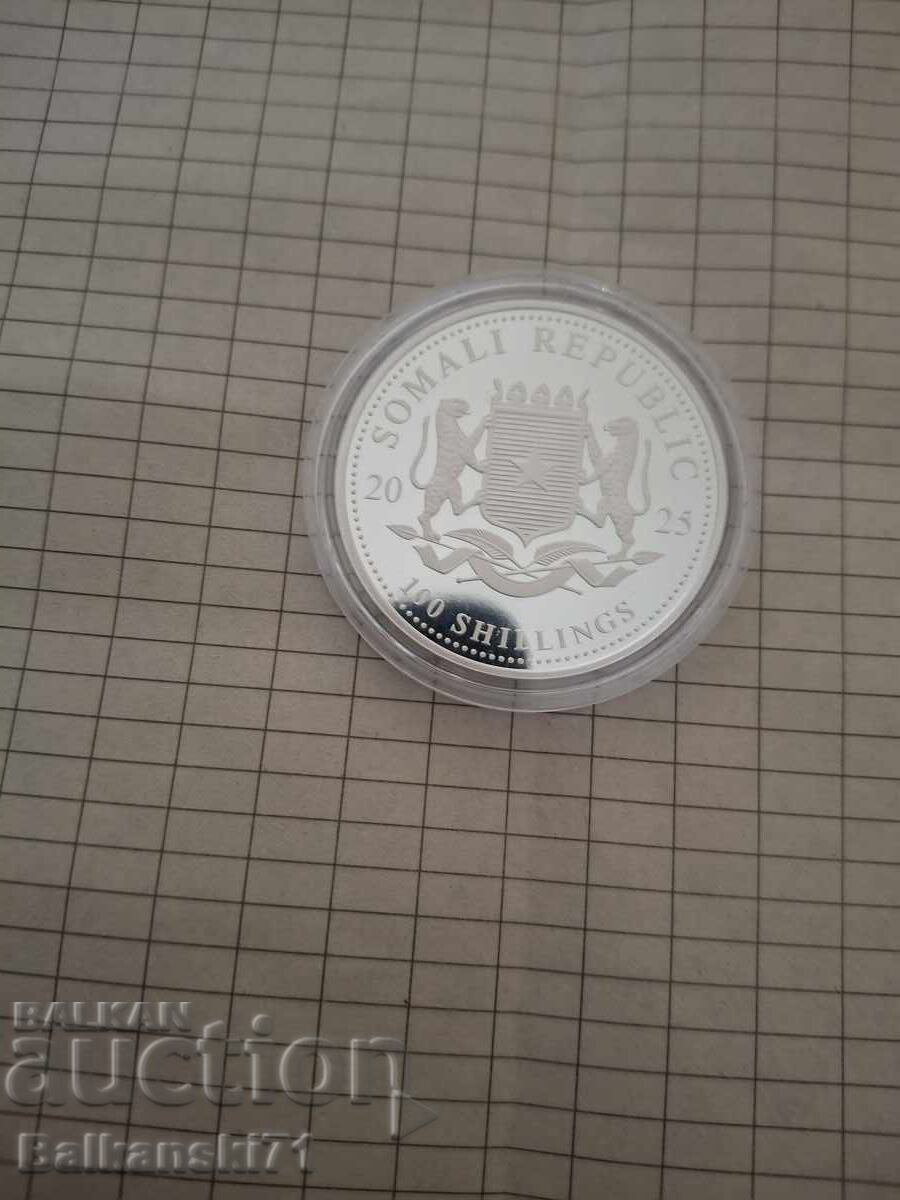 SOMALI REPUBLIC
20 25
100 SHILLINGS
BALKAN
auction
Balkanski71